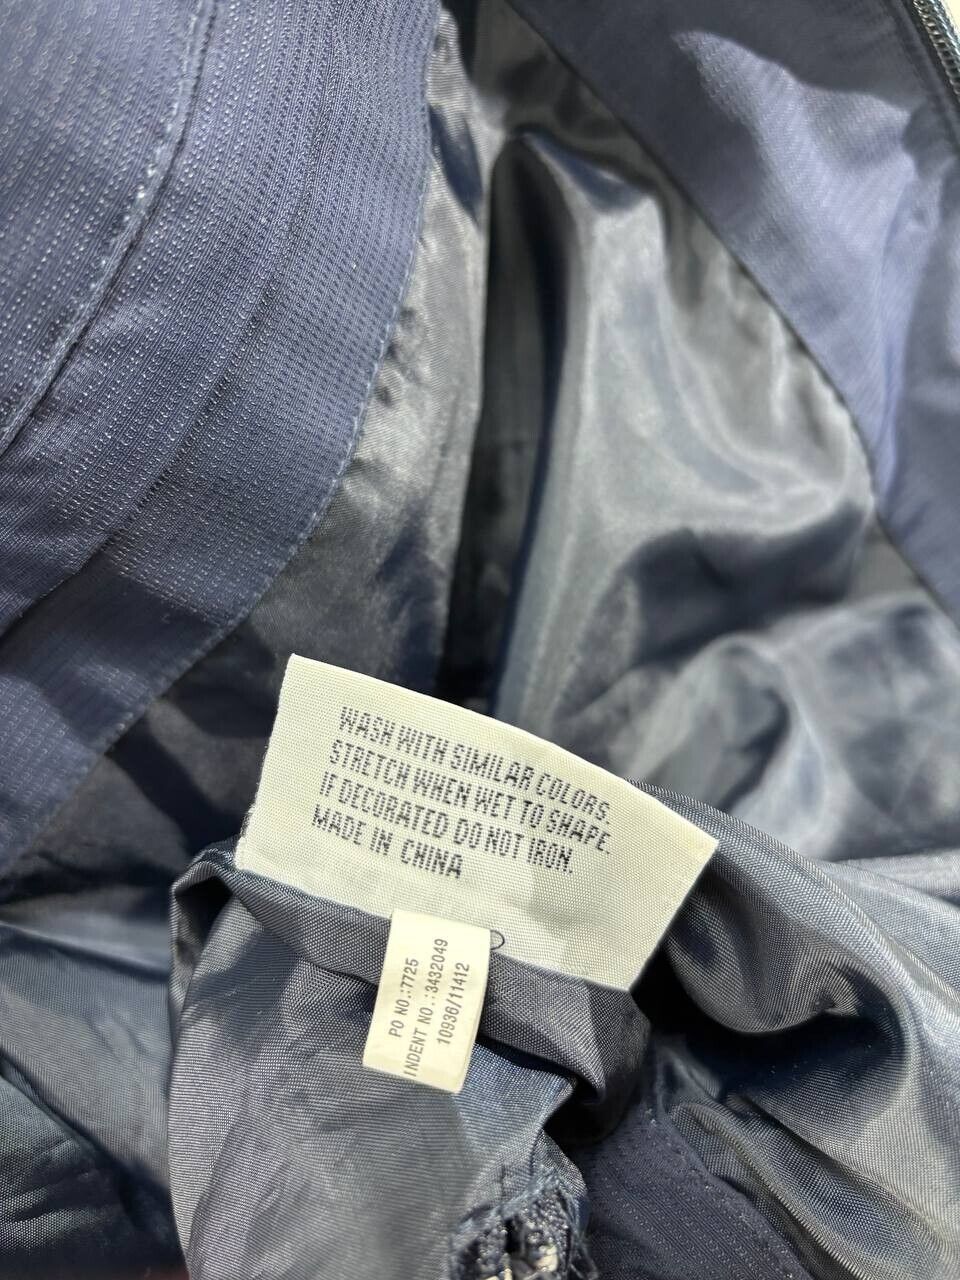 WASH WITH SIMILAR COLORS.
STRETCH WHEN WET TO SHAPE.
IF DECORATED DO NOT IRON.
MADE IN CHINA
PO NO.:7725
INDENT NO.:3432049
10936/11412